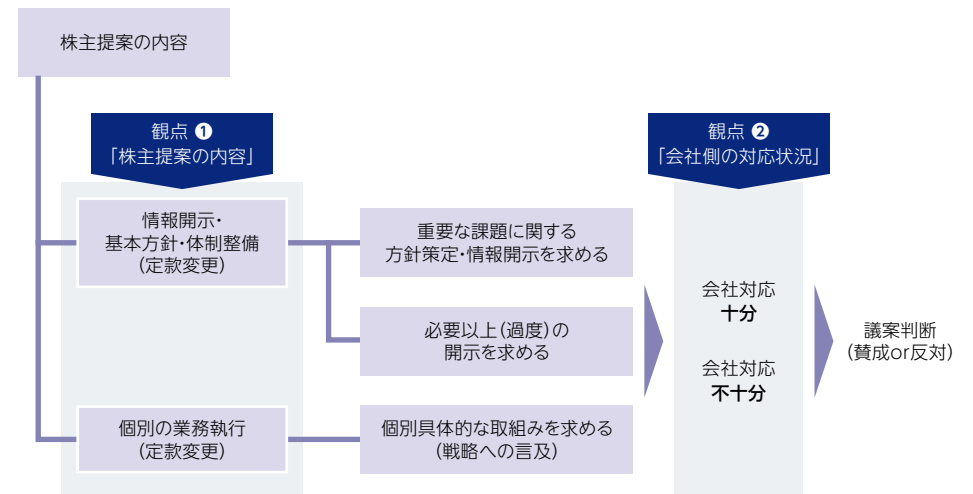 株主提案の内容
観点 ❶
「株主提案の内容」
観点 ❷
「会社側の対応状況」
情報開示・
基本方針・体制整備
(定款変更)
重要な課題に関する
方針策定・情報開示を求める
必要以上(過度)の
開示を求める
個別の業務執行
(定款変更)
個別具体的な取組みを求める
(戦略への言及)
会社対応
十分
会社対応
不十分
議案判断
(賛成or反対)